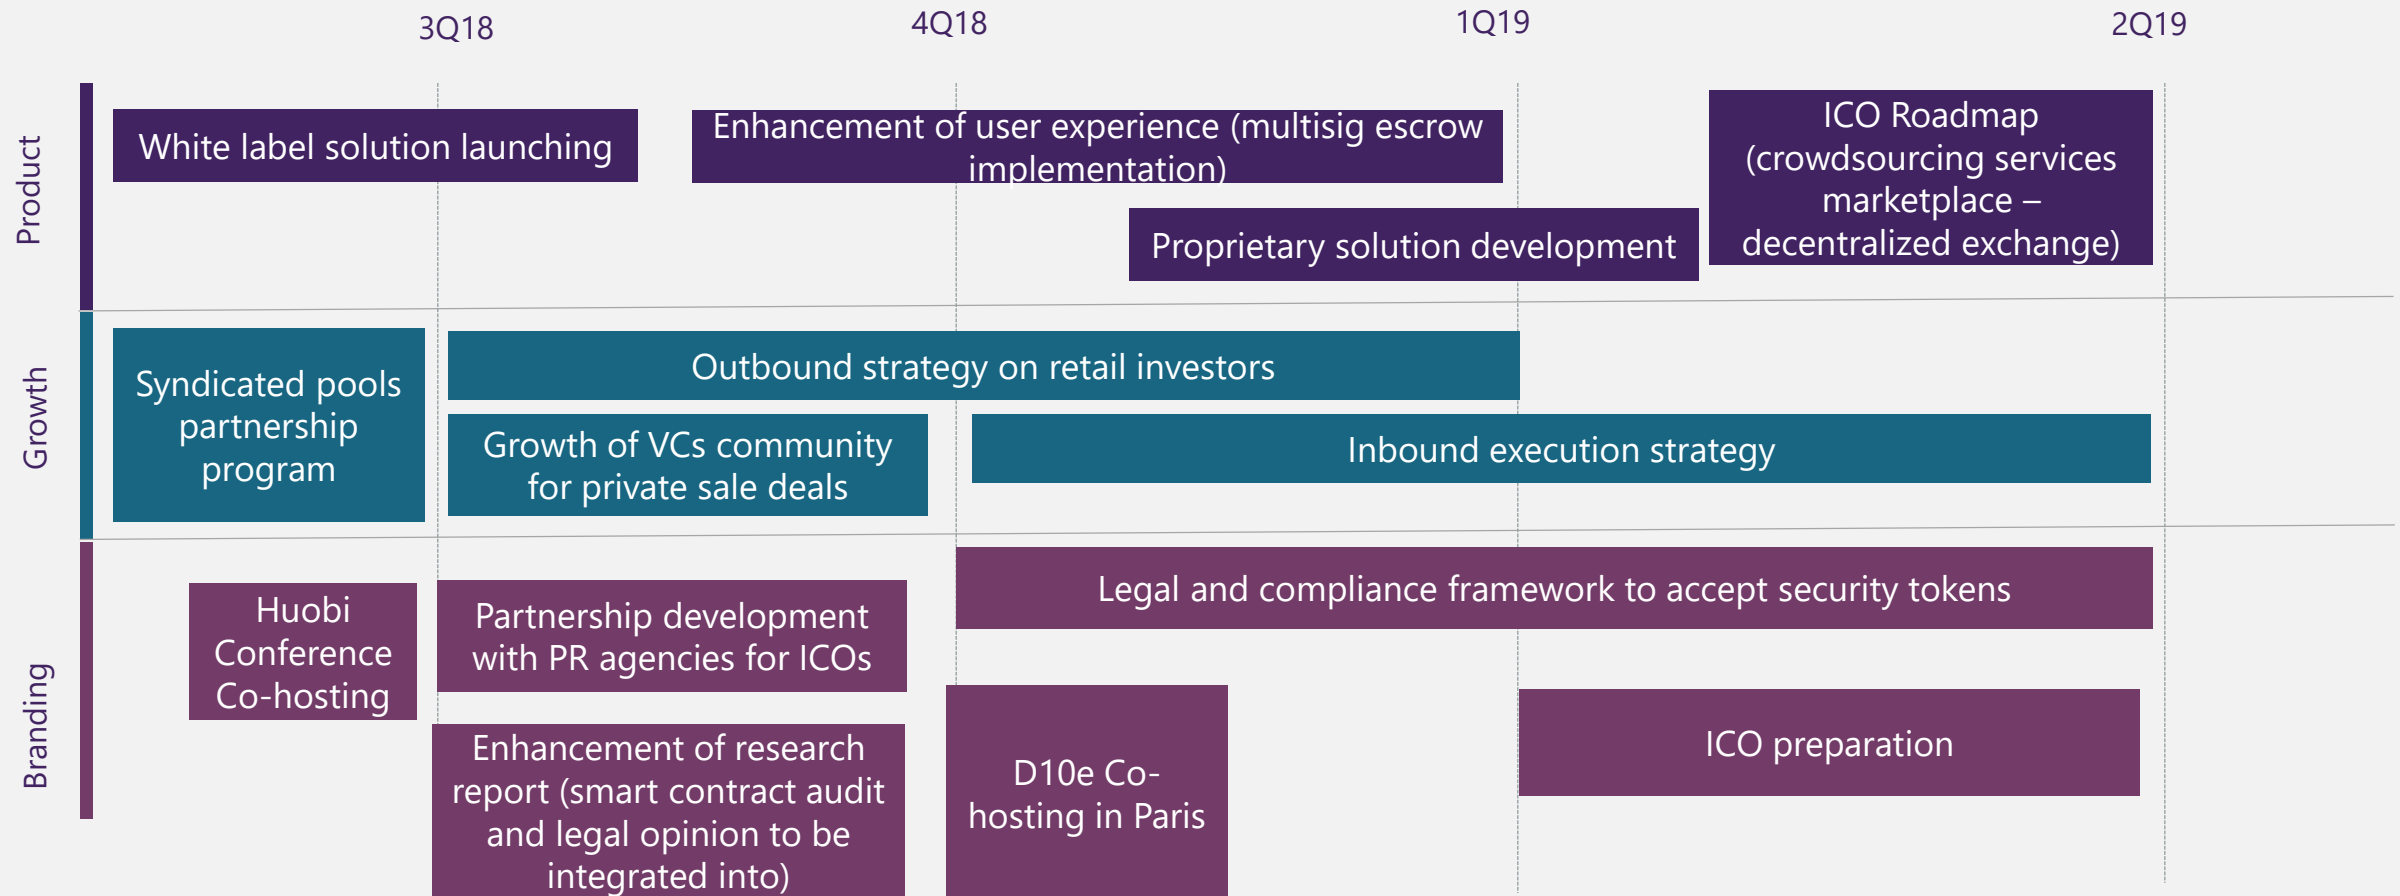 3Q18
4Q18
1Q19
2Q19
Product
White label solution launching
Enhancement of user experience (multisig escrow
implementation)
Proprietary solution development
ICO Roadmap
(crowdsourcing services
marketplace –
decentralized exchange)
Growth
Syndicated pools
partnership
program
Outbound strategy on retail investors
Growth of VCs community
for private sale deals
Inbound execution strategy
Branding
Huobi
Conference
Co-hosting
Partnership development
with PR agencies for ICOs
Enhancement of research
report (smart contract audit
and legal opinion to be
integrated into)
Legal and compliance framework to accept security tokens
D10e Co-
hosting in Paris
ICO preparation